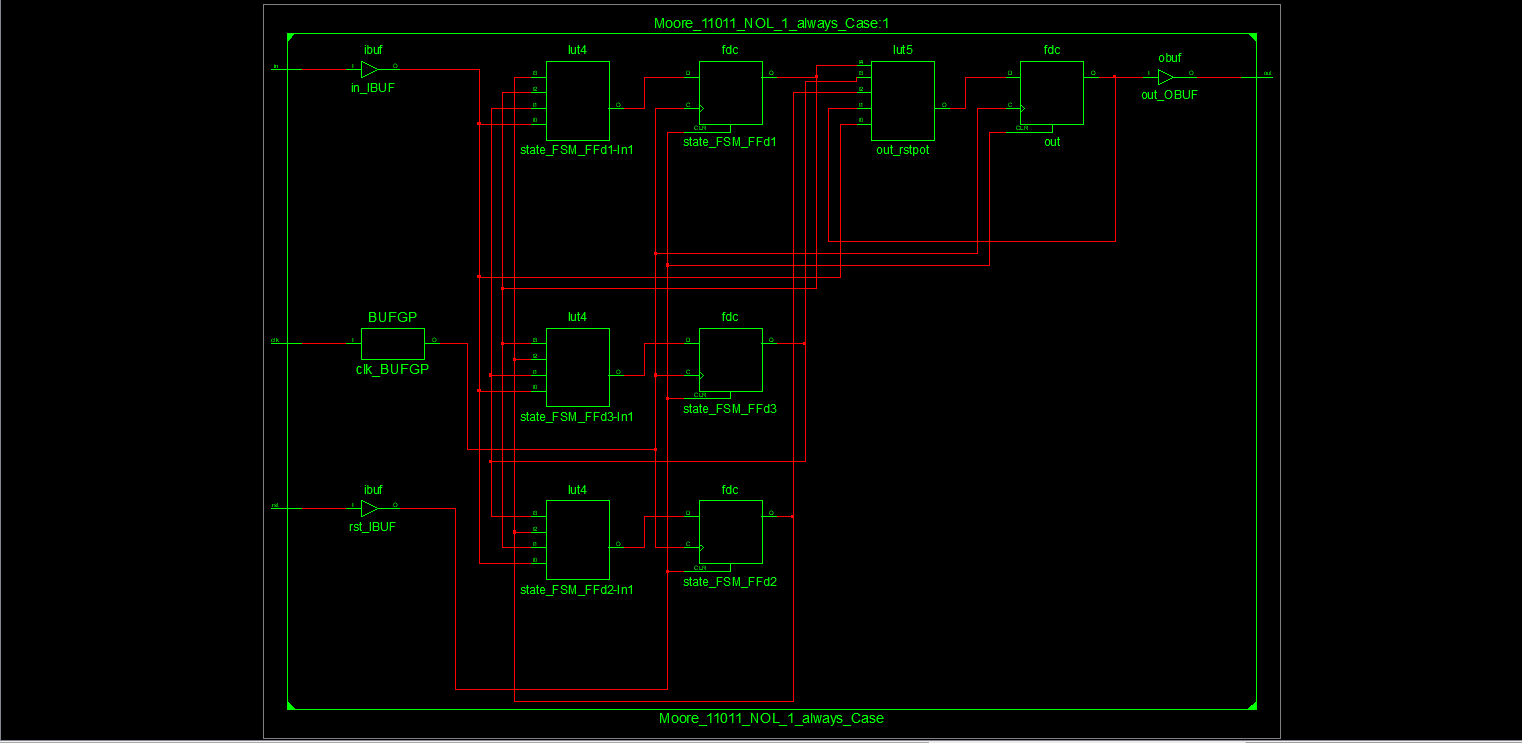 Moore_11011_NOL_1_always_Case:1
ibuf
lut4
fdc
lut5
fdc
obuf
in
I
O
in_IBUF
I3
I2
I1
I0
O
state_FSM_FFd1-In1
D
C
CLR
Q
state_FSM_FFd1
I4
I3
I2
I1
I0
O
out_rstpot
D
C
CLR
Q
out
I
O
out_OBUF
out
BUFGP
lut4
fdc
clk
I
O
clk_BUFGP
I3
I2
I1
I0
O
state_FSM_FFd3-In1
D
C
CLR
Q
state_FSM_FFd3
ibuf
lut4
fdc
rst
I
O
rst_IBUF
I3
I2
I1
I0
O
state_FSM_FFd2-In1
D
C
CLR
Q
state_FSM_FFd2
Moore_11011_NOL_1_always_Case